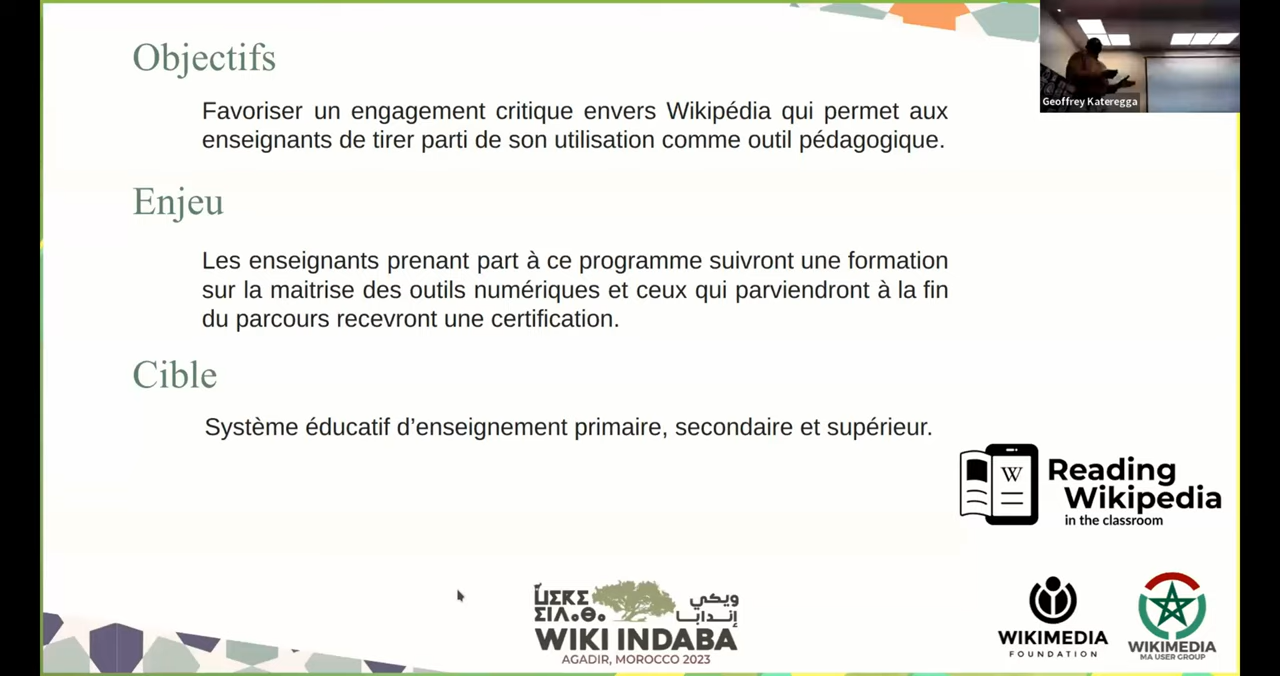 Objectifs
Favoriser un engagement critique envers Wikipédia qui permet aux
enseignants de tirer parti de son utilisation comme outil pédagogique.
Enjeu
Les enseignants prenant part à ce programme suivront une formation
sur la maitrise des outils numériques et ceux qui parviendront à la fin
du parcours recevront une certification.
Cible
Système éducatif d’enseignement primaire, secondaire et supérieur.
Geoffrey Kateregga
W
Reading
Wikipedia
in the classroom
ⵡⵉⴽⵉ
ⵉⵏⴷⴰⴱⴰ
ويكي
إندابا
WIKI INDABA
AGADIR, MOROCCO 2023
WIKIMEDIA
FOUNDATION
WIKIMEDIA
MA USER GROUP